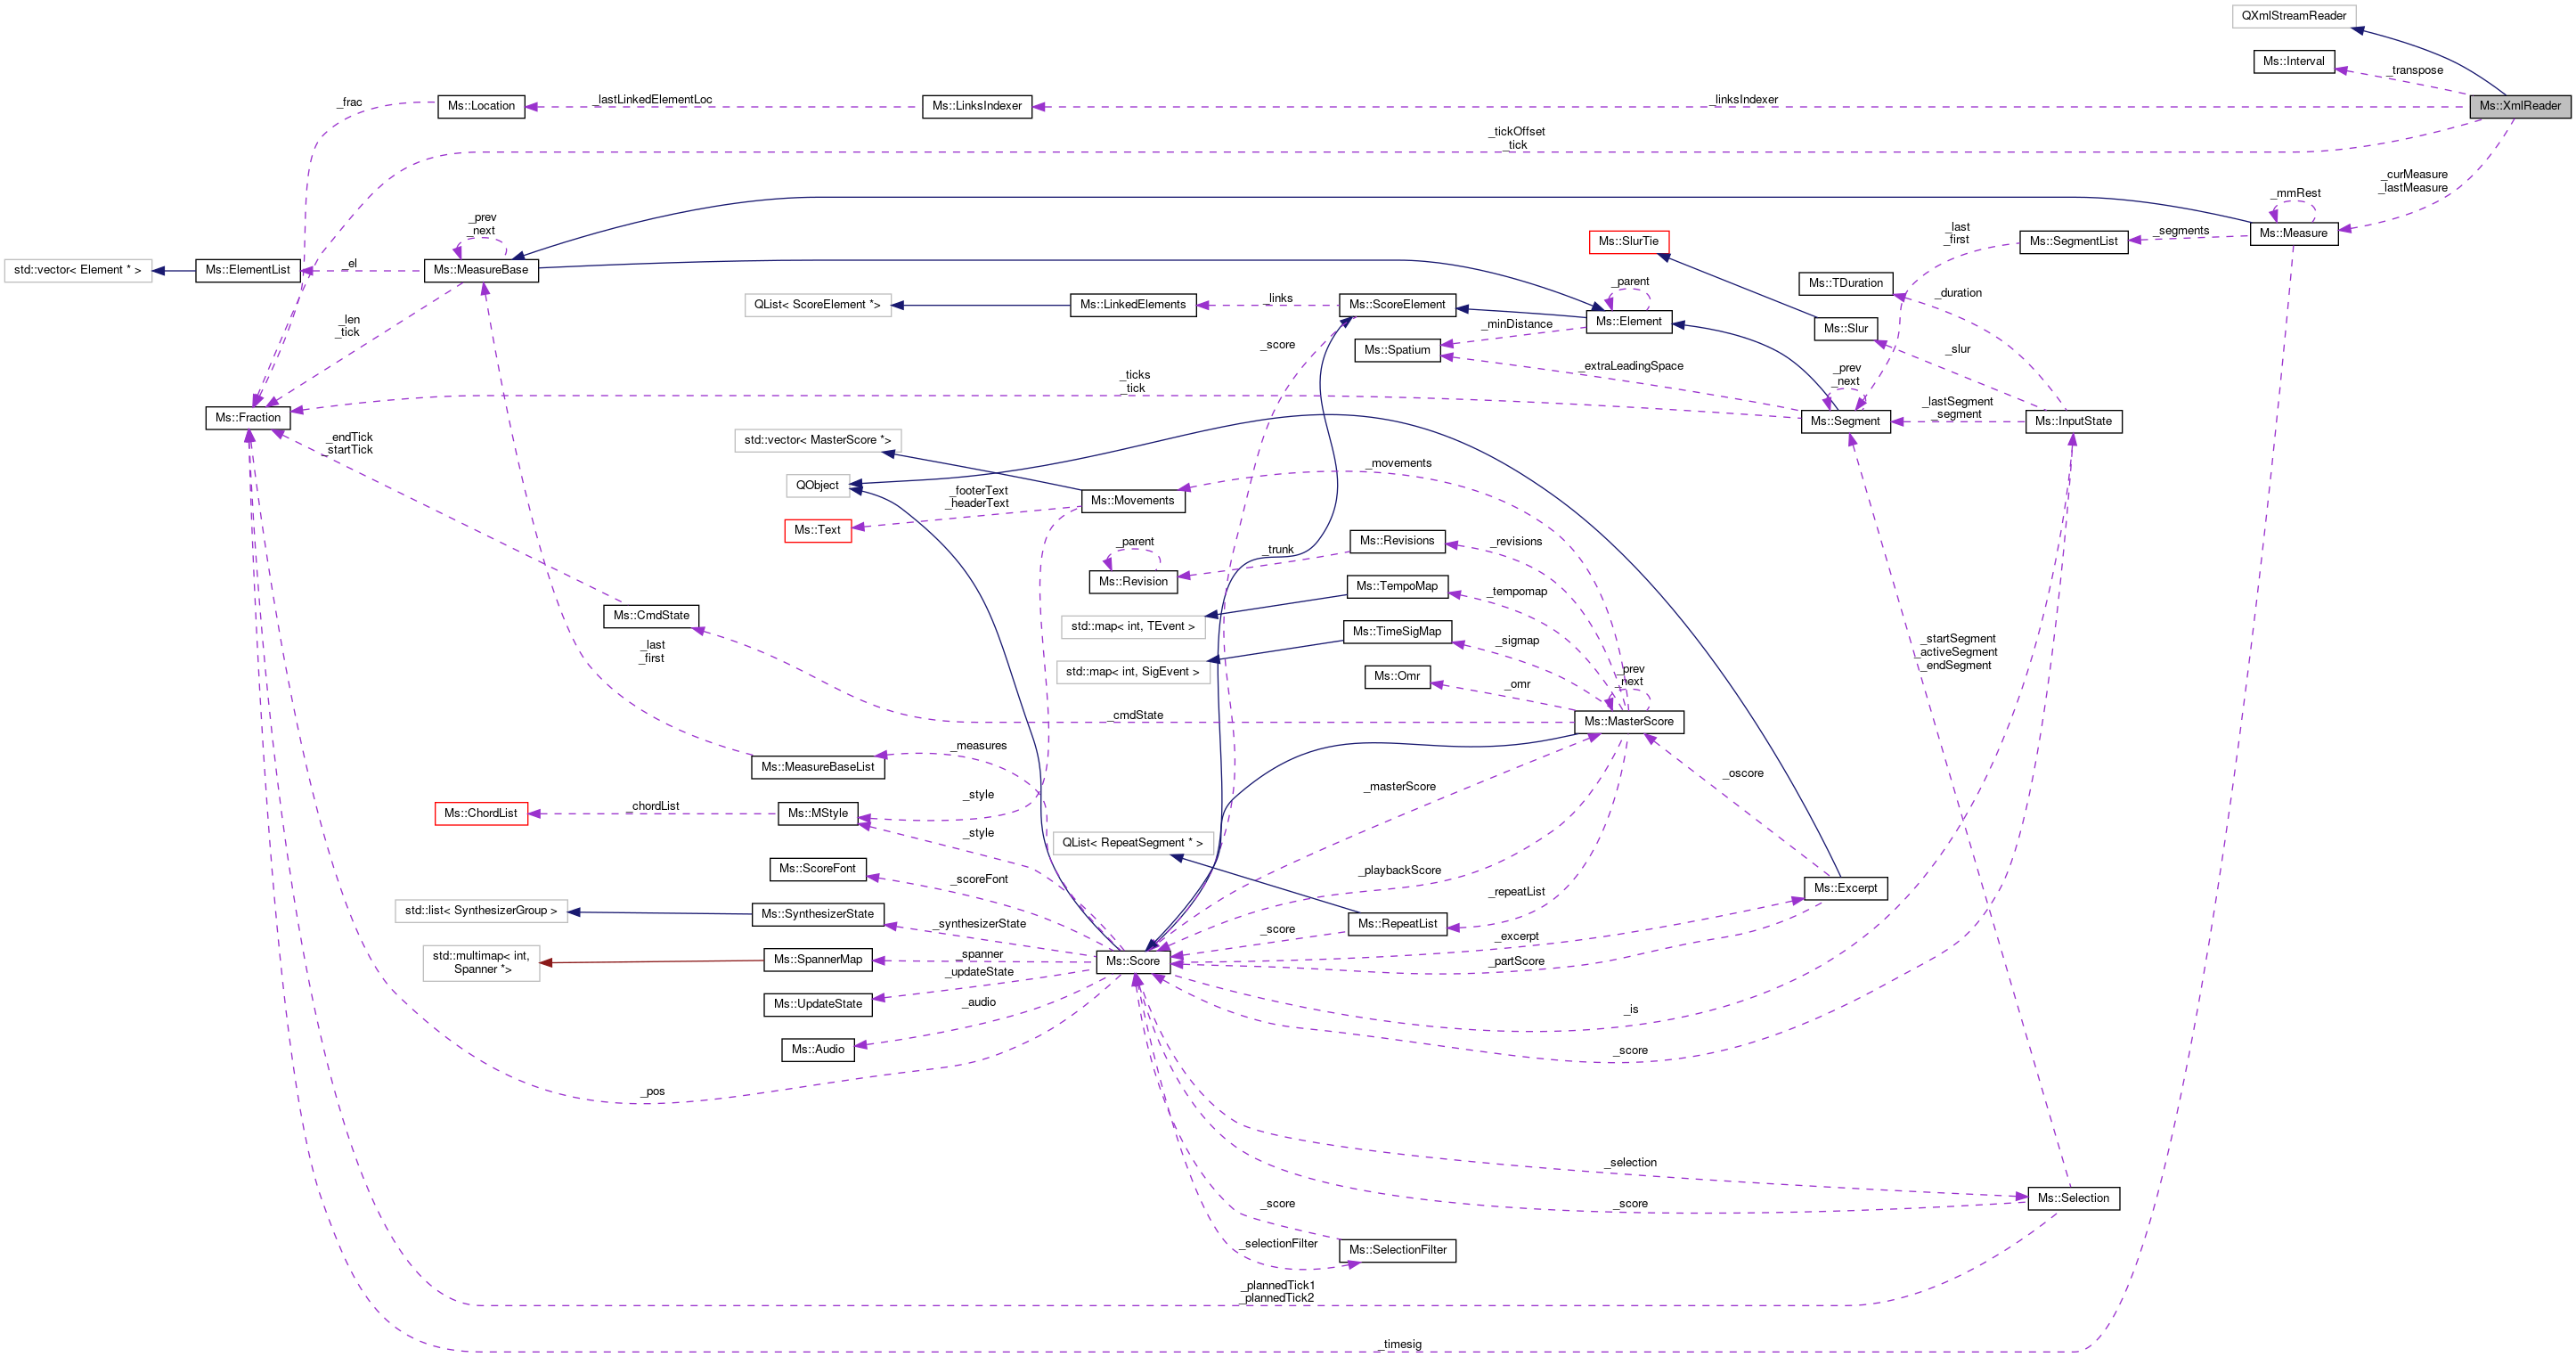 QXmlStreamReader
Ms::Interval
_transpose
_frac
Ms::Location
_lastLinkedElementLoc
Ms::LinksIndexer
_linksIndexer
Ms::XmlReader
_tickOffset
_tick
_curMeasure
_lastMeasure
_mmRest
_prev
_next
Ms::SlurTie
_last
_first
Ms::SegmentList
_segments
Ms::Measure
std::vector< Element * >
Ms::ElementList
_el
Ms::MeasureBase
_parent
Ms::TDuration
_duration
QList< ScoreElement *>
Ms::LinkedElements
_links
Ms::ScoreElement
Ms::Element
Ms::Slur
_len
_tick
_score
_minDistance
Ms::Spatium
_slur
_extraLeadingSpace
_ticks
_tick
_prev
_next
_lastSegment
_segment
Ms::Fraction
Ms::Segment
Ms::InputState
_endTick
_startTick
std::vector< MasterScore *>
_movements
QObject
_footerText
_headerText
Ms::Movements
Ms::Text
_parent
_trunk
Ms::Revisions
_revisions
Ms::Revision
Ms::TempoMap
_tempomap
Ms::CmdState
std::map< int, TEvent >
Ms::TimeSigMap
_sigmap
_last
_first
std::map< int, SigEvent >
Ms::Omr
_omr
_prev
_next
_startSegment
_activeSegment
_endSegment
_cmdState
Ms::MasterScore
_measures
Ms::MeasureBaseList
_oscore
_masterScore
_style
Ms::ChordList
_chordList
Ms::MStyle
_style
QList< RepeatSegment * >
Ms::ScoreFont
_scoreFont
_playbackScore
_repeatList
Ms::Excerpt
std::list< SynthesizerGroup >
Ms::SynthesizerState
_synthesizerState
_score
Ms::RepeatList
_excerpt
std::multimap< int,
Spanner *>
Ms::SpannerMap
_spanner
Ms::Score
_partScore
_updateState
Ms::UpdateState
_audio
_is
Ms::Audio
_score
_pos
_selection
Ms::Selection
_score
_score
_selectionFilter
Ms::SelectionFilter
_plannedTick1
_plannedTick2
_timesig